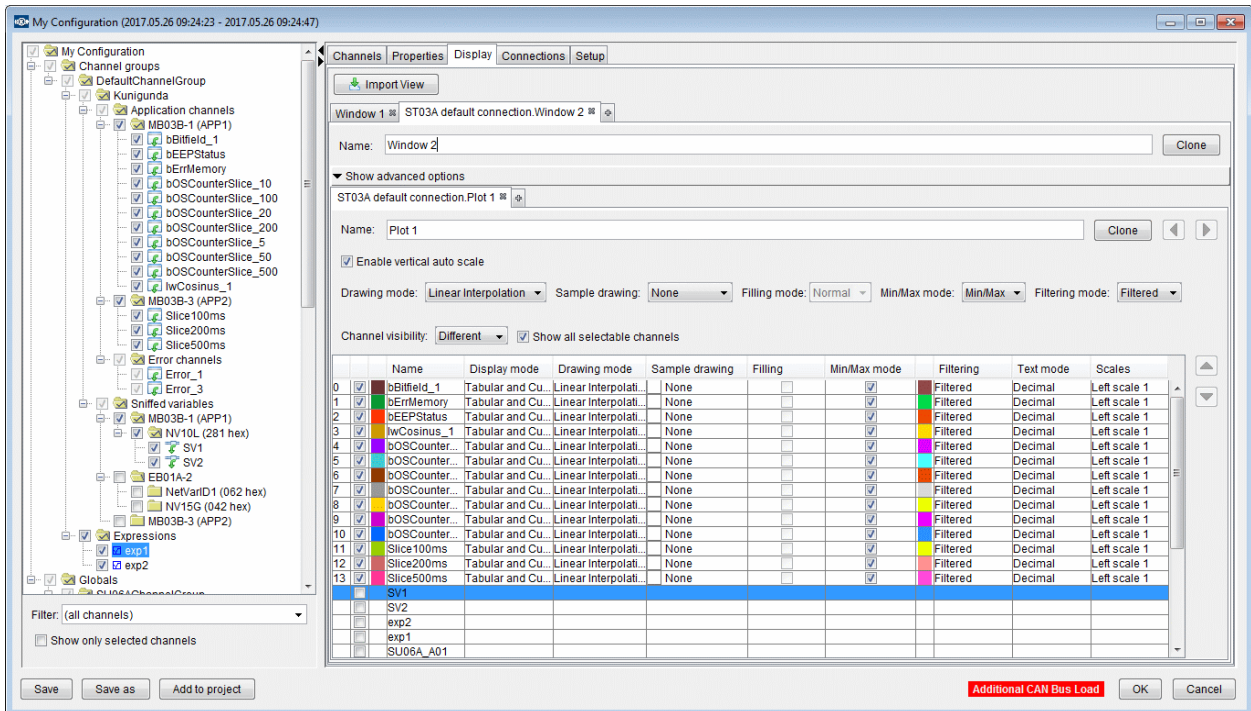 My Configuration (2017.05.26 09:24:23 - 2017.05.26 09:24:47)
My Configuration
Channel groups
DefaultChannelGroup
Kunigunda
Application channels
MB03B-1 (APP1)
bBitfield_1
bEEPStatus
bErrMemory
bOSCounterSlice_10
bOSCounterSlice_100
bOSCounterSlice_20
bOSCounterSlice_200
bOSCounterSlice_5
bOSCounterSlice_50
bOSCounterSlice_500
lwCosinus_1
MB03B-3 (APP2)
Slice100ms
Slice200ms
Slice500ms
Error channels
Error_1
Error_3
Sniffed variables
MB03B-1 (APP1)
NV10L (281 hex)
SV1
SV2
EB01A-2
NetVarID1 (062 hex)
NV15G (042 hex)
MB03B-3 (APP2)
Expressions
exp1
exp2
Globals
SU06AChannelGroup
Filter: (all channels)
Show only selected channels
Channels Properties Display Connections Setup
Import View
Window 1 ST03A default connection.Window 2
Name: Window 2 Clone
Show advanced options
ST03A default connection.Plot 1
Name: Plot 1 Clone
Enable vertical auto scale
Drawing mode: Linear Interpolation Sample drawing: None Filling mode: Normal Min/Max mode: Min/Max Filtering mode: Filtered
Channel visibility: Different Show all selectable channels
Name Display mode Drawing mode Sample drawing Filling Min/Max mode Filtering Text mode Scales
0 bBitfield_1 Tabular and Cu... Linear Interpolati... None Filtered Decimal Left scale 1
1 bErrMemory Tabular and Cu... Linear Interpolati... None Filtered Decimal Left scale 1
2 bEEPStatus Tabular and Cu... Linear Interpolati... None Filtered Decimal Left scale 1
3 lwCosinus_1 Tabular and Cu... Linear Interpolati... None Filtered Decimal Left scale 1
4 bOSCounter... Tabular and Cu... Linear Interpolati... None Filtered Decimal Left scale 1
5 bOSCounter... Tabular and Cu... Linear Interpolati... None Filtered Decimal Left scale 1
6 bOSCounter... Tabular and Cu... Linear Interpolati... None Filtered Decimal Left scale 1
7 bOSCounter... Tabular and Cu... Linear Interpolati... None Filtered Decimal Left scale 1
8 bOSCounter... Tabular and Cu... Linear Interpolati... None Filtered Decimal Left scale 1
9 bOSCounter... Tabular and Cu... Linear Interpolati... None Filtered Decimal Left scale 1
10 bOSCounter... Tabular and Cu... Linear Interpolati... None Filtered Decimal Left scale 1
11 Slice100ms Tabular and Cu... Linear Interpolati... None Filtered Decimal Left scale 1
12 Slice200ms Tabular and Cu... Linear Interpolati... None Filtered Decimal Left scale 1
13 Slice500ms Tabular and Cu... Linear Interpolati... None Filtered Decimal Left scale 1
SV1
SV2
exp2
exp1
SU06A_A01
Save Save as Add to project Additional CAN Bus Load OK Cancel